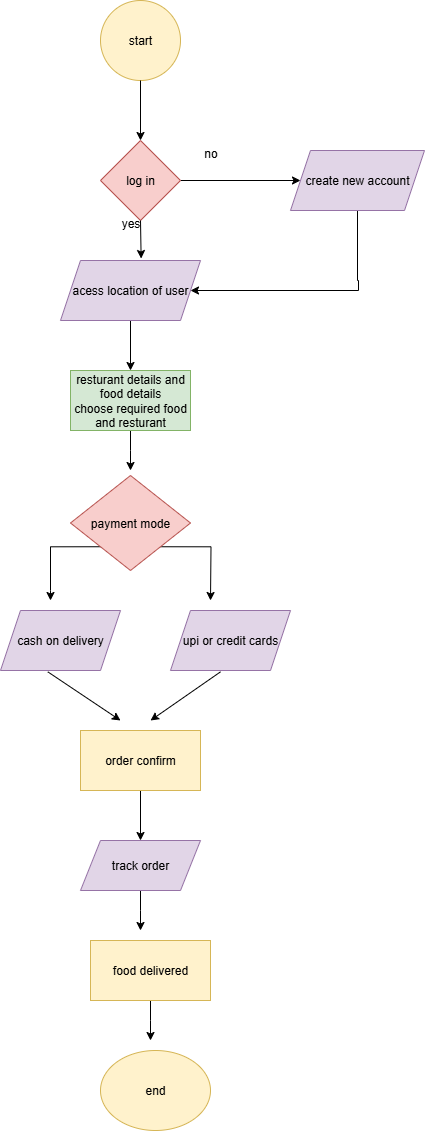 start
no
log in
create new account
yes
acess location of user
resturant details and
food details
choose required food
and resturant
payment mode
cash on delivery
upi or credit cards
order confirm
track order
food delivered
end